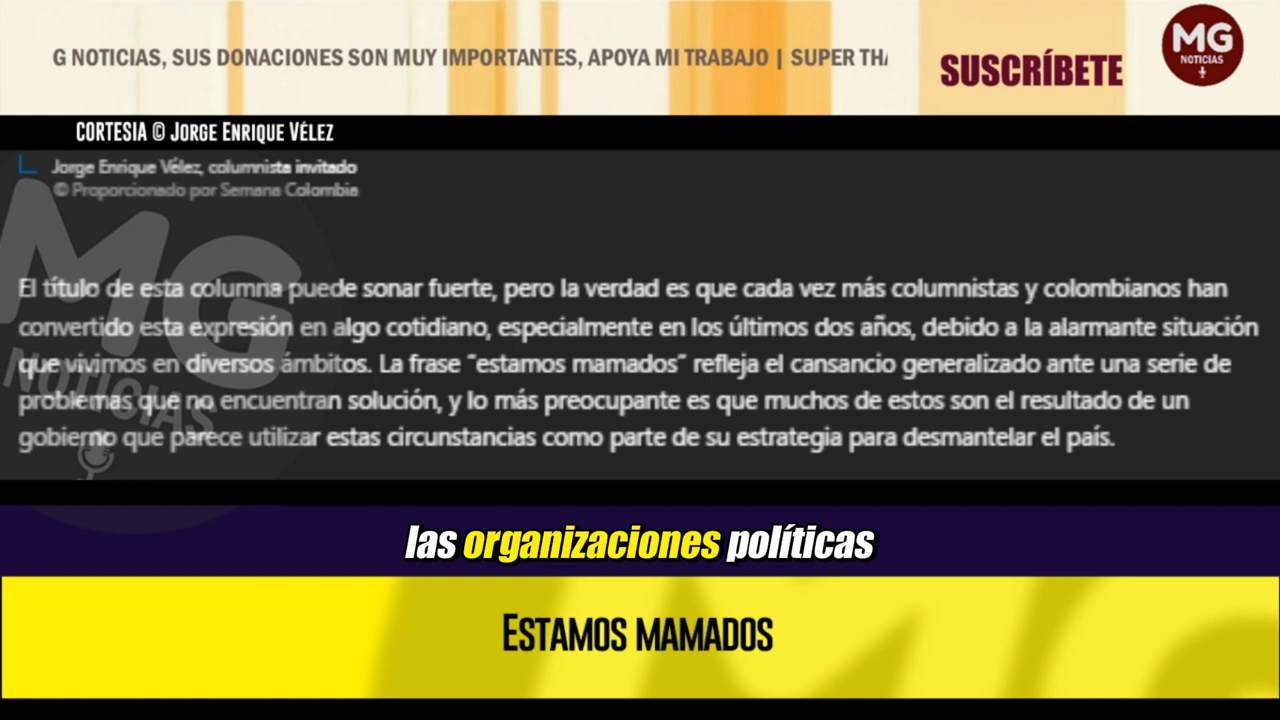 G NOTICIAS, SUS DONACIONES SON MUY IMPORTANTES, APOYA MI TRABAJO | SUPER THA
SUSCRÍBETE
MG
NOTICIAS
CORTESIA © JORGE ENRIQUE VÉLEZ
Jorge Enrique Vélez, columnista invitado
© Proporcionado por Semana Colombia
MG
NOTICIAS
El título de esta columna puede sonar fuerte, pero la verdad es que cada vez más columnistas y colombianos han
convertido esta expresión en algo cotidiano, especialmente en los últimos dos años, debido a la alarmante situación
que vivimos en diversos ámbitos. La frase "estamos mamados" refleja el cansancio generalizado ante una serie de
problemas que no encuentran solución, y lo más preocupante es que muchos de estos son el resultado de un
gobierno que parece utilizar estas circunstancias como parte de su estrategia para desmantelar el país.
las organizaciones políticas
ESTAMOS MAMADOS